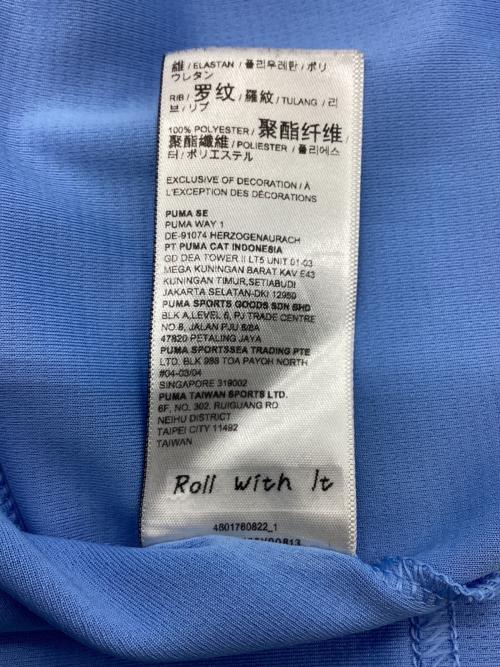 維 / ELASTAN / 폴리우레탄 / ポリ
ウレタン
RIB / 罗纹 / 羅紋 / TULANG / 리
브 / リブ
100% POLYESTER / 聚酯纤维 /
聚酯纖維 / POLIESTER / 폴리에스
터 / ポリエステル
EXCLUSIVE OF DECORATION / À
L'EXCEPTION DES DÉCORATIONS
PUMA SE
PUMA WAY 1
DE-91074 HERZOGENAURACH
PT PUMA CAT INDONESIA
GD DEA TOWER II LT5 UNIT 01-03
MEGA KUNINGAN BARAT KAV E43
KUNINGAN TIMUR,SETIABUDI
JAKARTA SELATAN-DKI 12950
PUMA SPORTS GOODS SDN BHD
BLK A,LEVEL 6, PJ TRADE CENTRE
NO.8, JALAN PJU 8/8A
47820 PETALING JAYA
PUMA SPORTSSEA TRADING PTE
LTD. BLK 988 TOA PAYOH NORTH
#04-03/04
SINGAPORE 319002
PUMA TAIWAN SPORTS LTD.
6F, NO. 302, RUIGUANG RD
NEIHU DISTRICT
TAIPEI CITY 11492
TAIWAN
Roll with It
4801760822_1